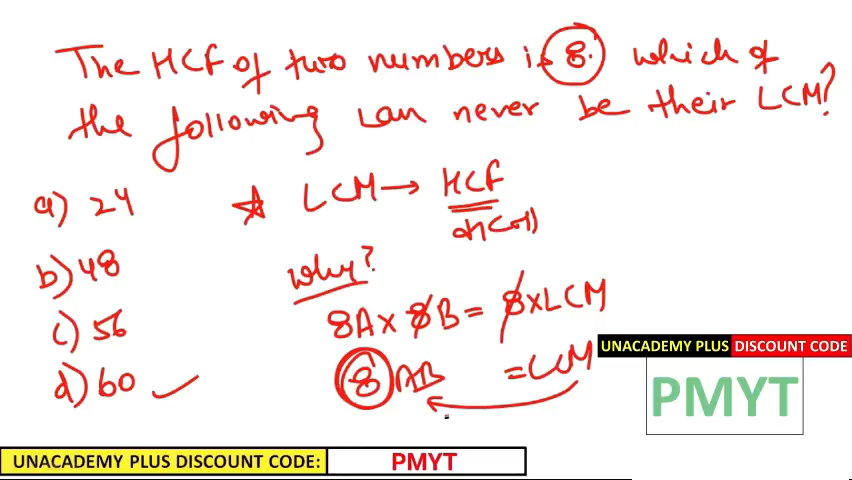 The HCF of two numbers is 8. which of
the following can never be their LCM?
a) 24
b) 48
c) 56
d) 60
LCM → HCF
Why?
8A × 8B = 8 × LCM
8AB = LCM
UNACADEMY PLUS DISCOUNT CODE
PMYT
UNACADEMY PLUS DISCOUNT CODE: PMYT